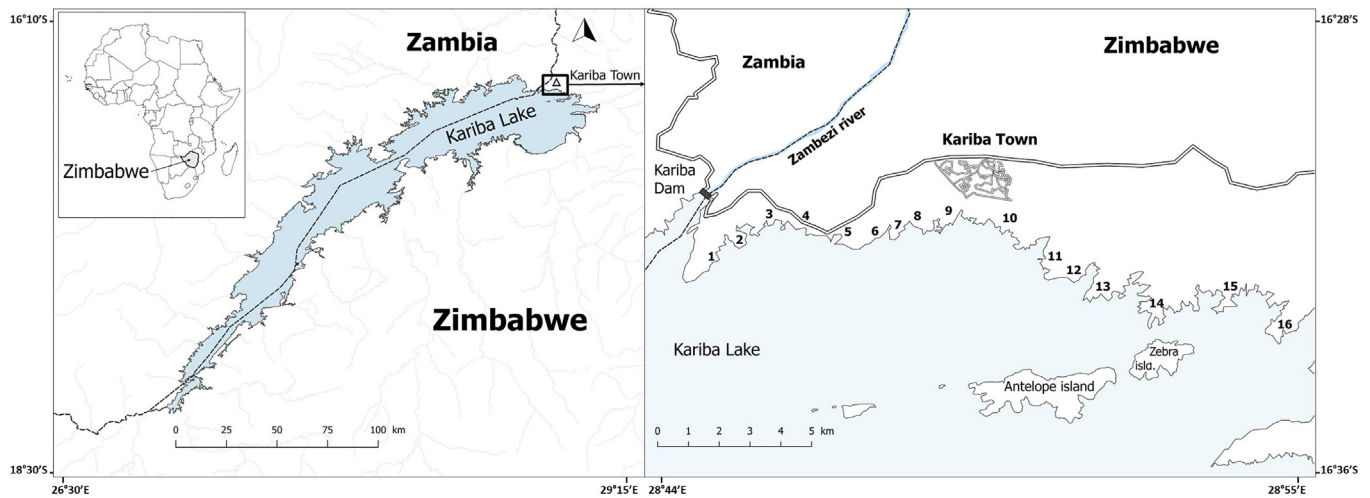 16°10'S
Zambia
Kariba Town
Kariba Lake
Zimbabwe
Zimbabwe
0 25 50 75 100 km
18°30'S
26°30'E
29°15'E
16°28'S
Zimbabwe
Zambia
Zambezi river
Kariba Town
Kariba
Dam
1
2
3
4
5
6
7
8
9
10
11
12
13
14
15
16
Kariba Lake
Zebra
isld.
Antelope island
0 1 2 3 4 5 km
16°36'S
28°44'E
28°55'E